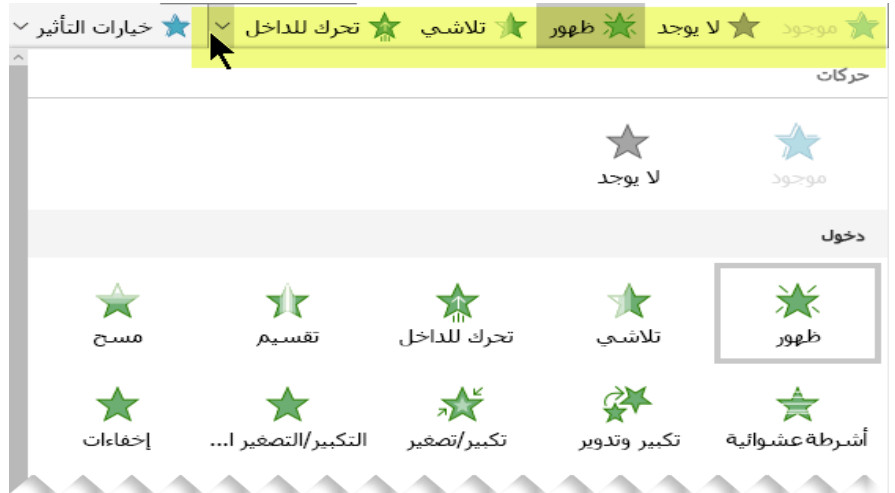 موجود لا يوجد ظهور تلاشي تحرك للداخل خيارات التأثير
حركات
موجود لا يوجد
دخول
ظهور تلاشي تحرك للداخل تقسيم مسح
أشرطة عشوائية تكبير وتدوير تكبير/تصغير التكبير/التصغير ا... إخفاءات